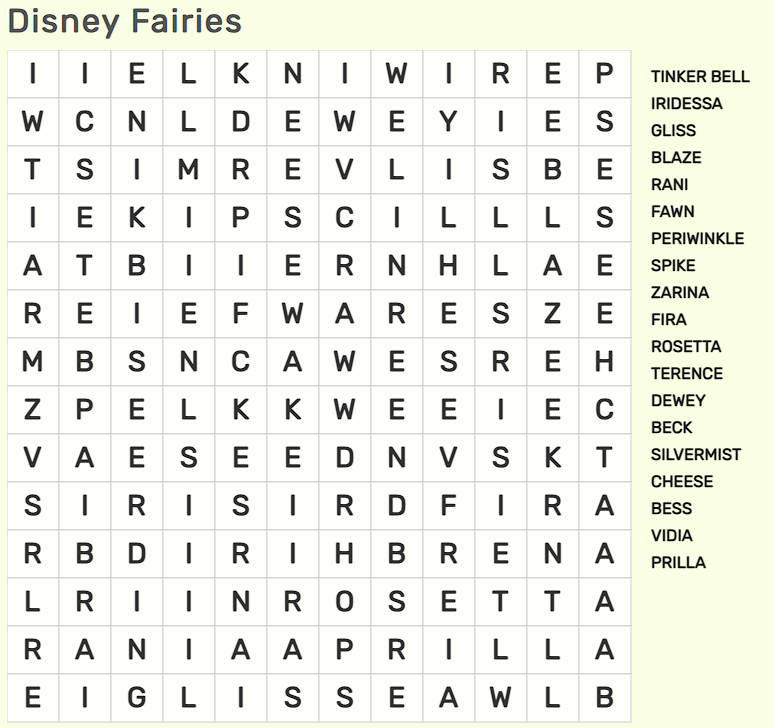 Disney Fairies
I I E L K N I W I R E P
W C N L D E W E Y I E S
T S I M R E V L I S B E
I E K I P S C I L L L S
A T B I I E R N H L A E
R E I E F W A R E S Z E
M B S N C A W E S R E H
Z P E L K K W E E I E C
V A E S E E D N V S K T
S I R I S I R D F I R A
R B D I R I H B R E N A
L R I I N R O S E T T A
R A N I A A P R I L L A
E I G L I S S E A W L B
TINKER BELL
IRIDESSA
GLISS
BLAZE
RANI
FAWN
PERIWINKLE
SPIKE
ZARINA
FIRA
ROSETTA
TERENCE
DEWEY
BECK
SILVERMIST
CHEESE
BESS
VIDIA
PRILLA